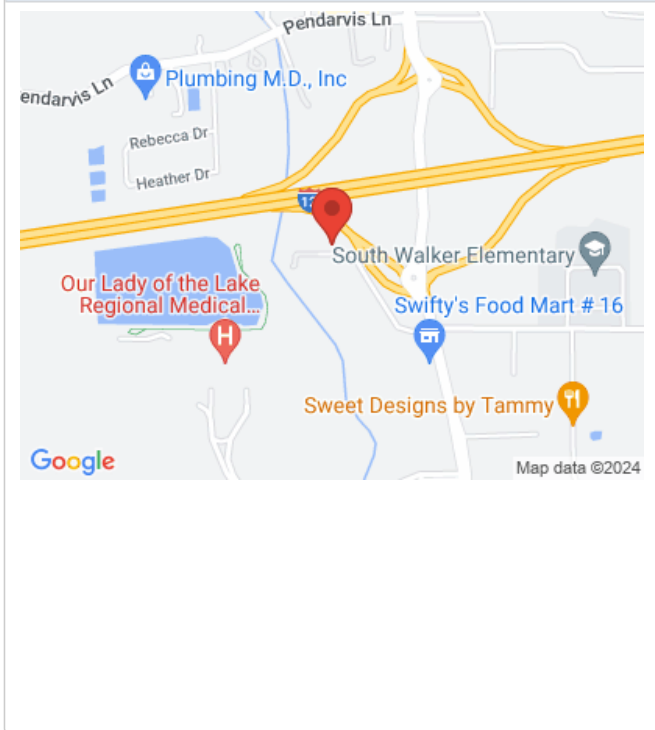 Pendarvis Ln
endarvis Ln
Plumbing M.D., Inc
Rebecca Dr
Heather Dr
South Walker Elementary
Our Lady of the Lake
Regional Medical...
H
Swifty's Food Mart # 16
Sweet Designs by Tammy
Google
Map data ©2024